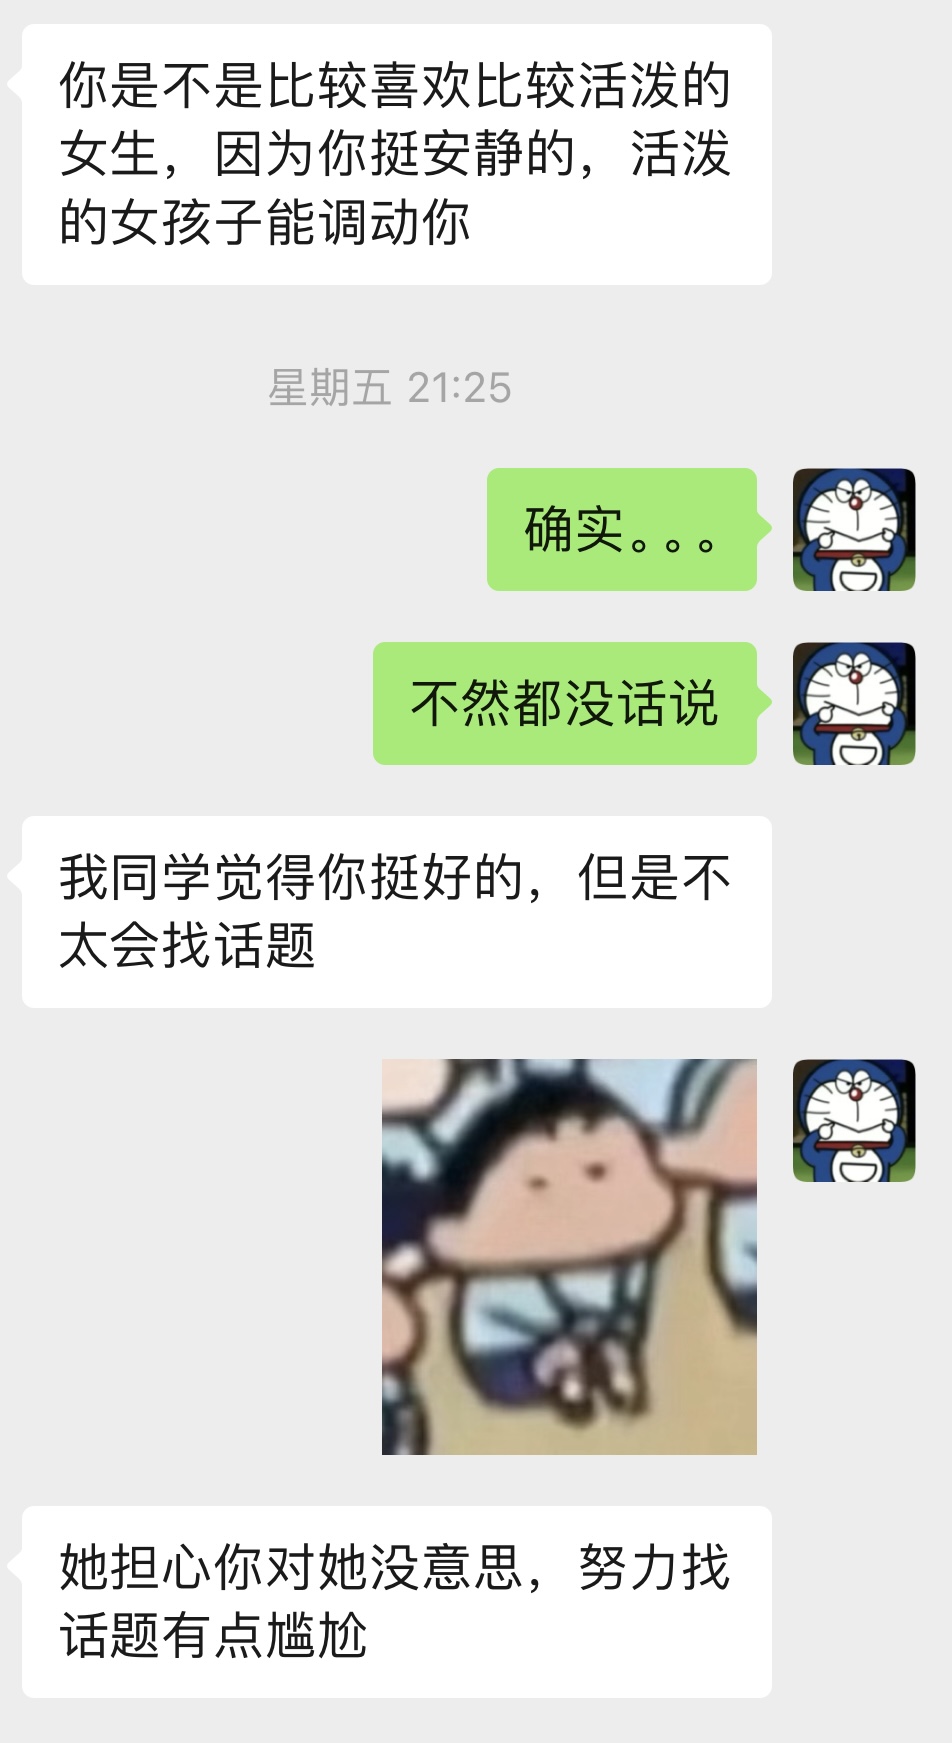 你是不是比较喜欢比较活泼的
女生，因为你挺安静的，活泼
的女孩子能调动你
星期五 21:25
确实。。。
不然都没话说
我同学觉得你挺好的，但是不
太会找话题
她担心你对她没意思，努力找
话题有点尴尬